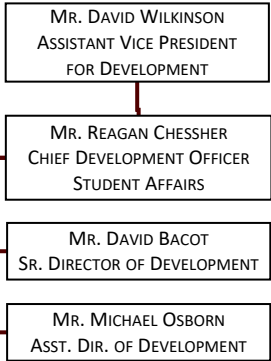 Mr. David Wilkinson
Assistant Vice President
for Development
Mr. Reagan Chessher
Chief Development Officer
Student Affairs
Mr. David Bacot
Sr. Director of Development
Mr. Michael Osborn
Asst. Dir. of Development